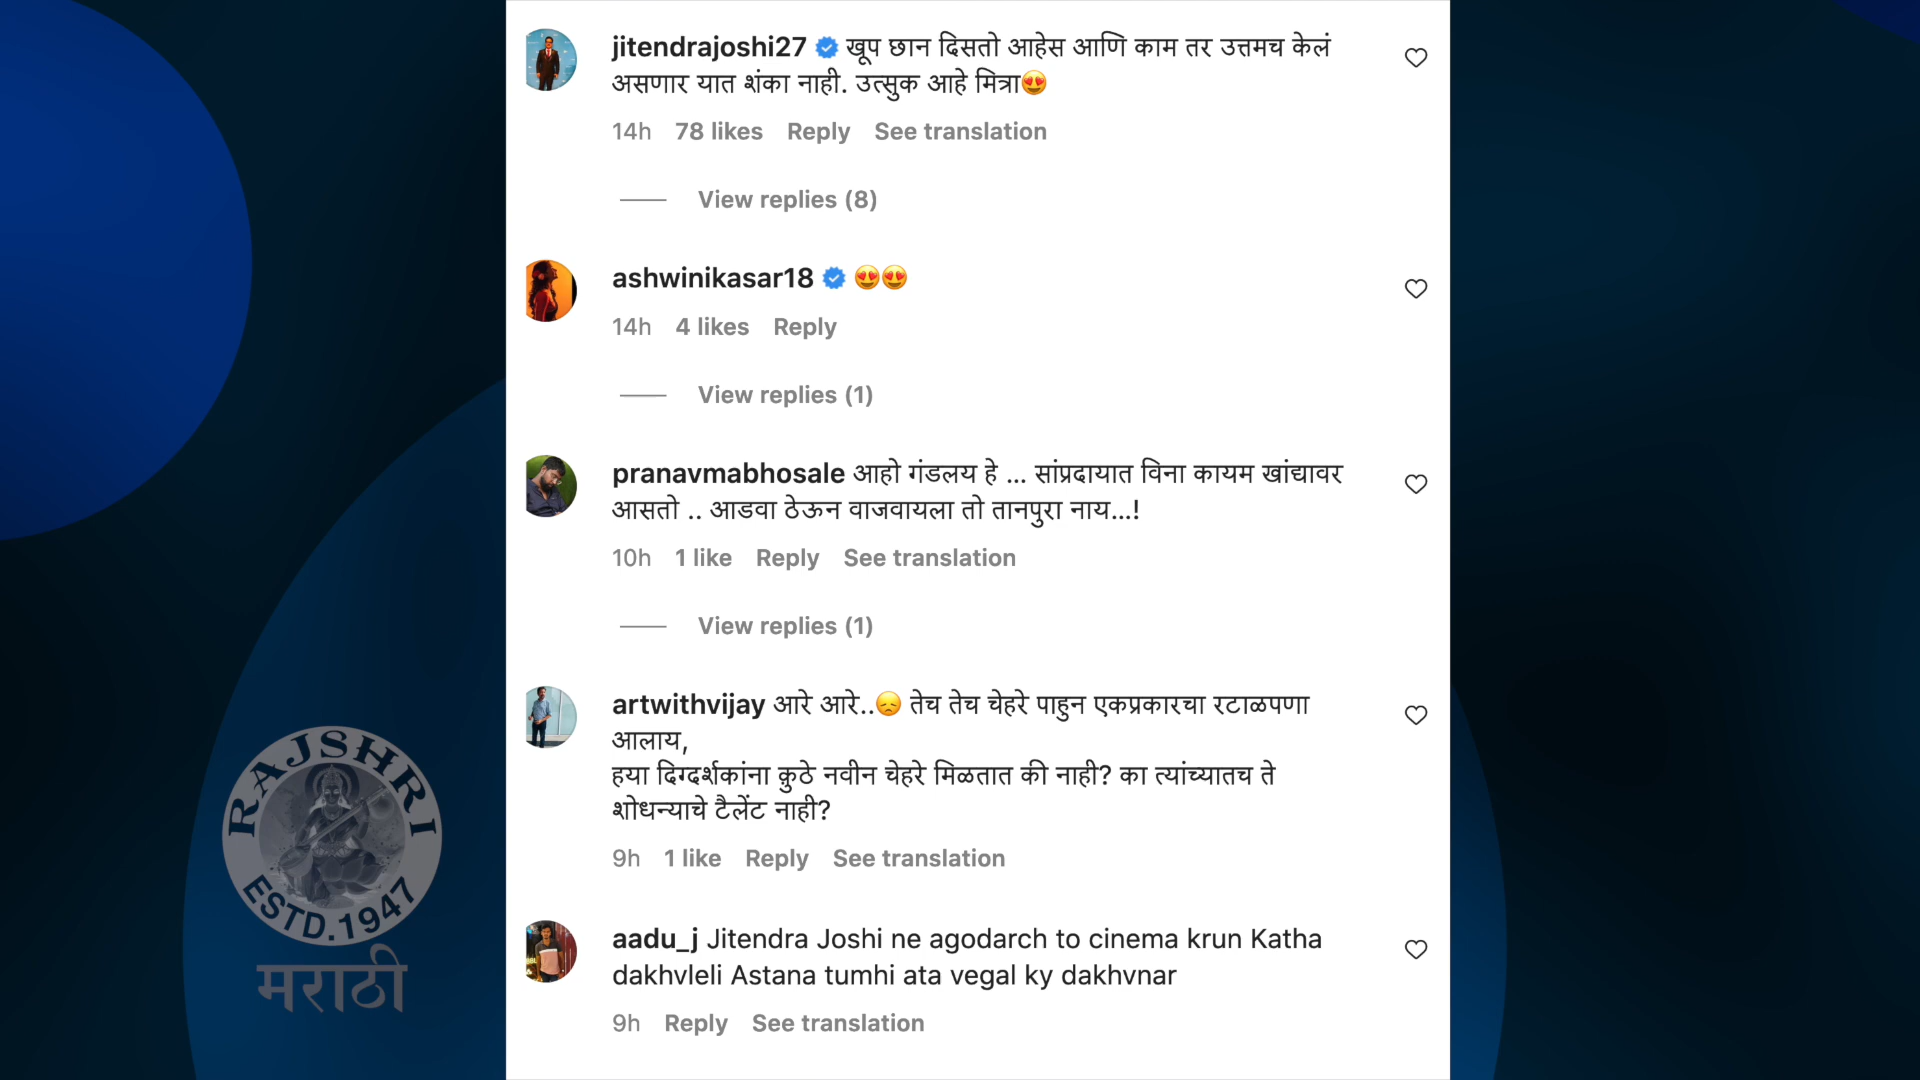 jitendrajoshi27 खूप छान दिसतो आहेस आणि काम तर उत्तमच केलं
असणार यात शंका नाही. उत्सुक आहे मित्रा😍
14h 78 likes Reply See translation
View replies (8)
ashwinikasar18 😍😍
14h 4 likes Reply
View replies (1)
pranavmabhosale आहो गंडलय हे ... सांप्रदायात विना कायम खांद्यावर
आसतो .. आडवा ठेऊन वाजवायला तो तानपुरा नाय...!
10h 1 like Reply See translation
View replies (1)
artwithvijay आरे आरे..😞 तेच तेच चेहरे पाहुन एकप्रकारचा रटाळपणा
आलाय,
हया दिग्दर्शकांना कुठे नवीन चेहरे मिळतात की नाही? का त्यांच्यातच ते
शोधन्याचे टैलेंट नाही?
9h 1 like Reply See translation
aadu_j Jitendra Joshi ne agodarch to cinema krun Katha
dakhvleli Astana tumhi ata vegal ky dakhvnar
9h Reply See translation
RAJSHRI
ESTD.1947
मराठी